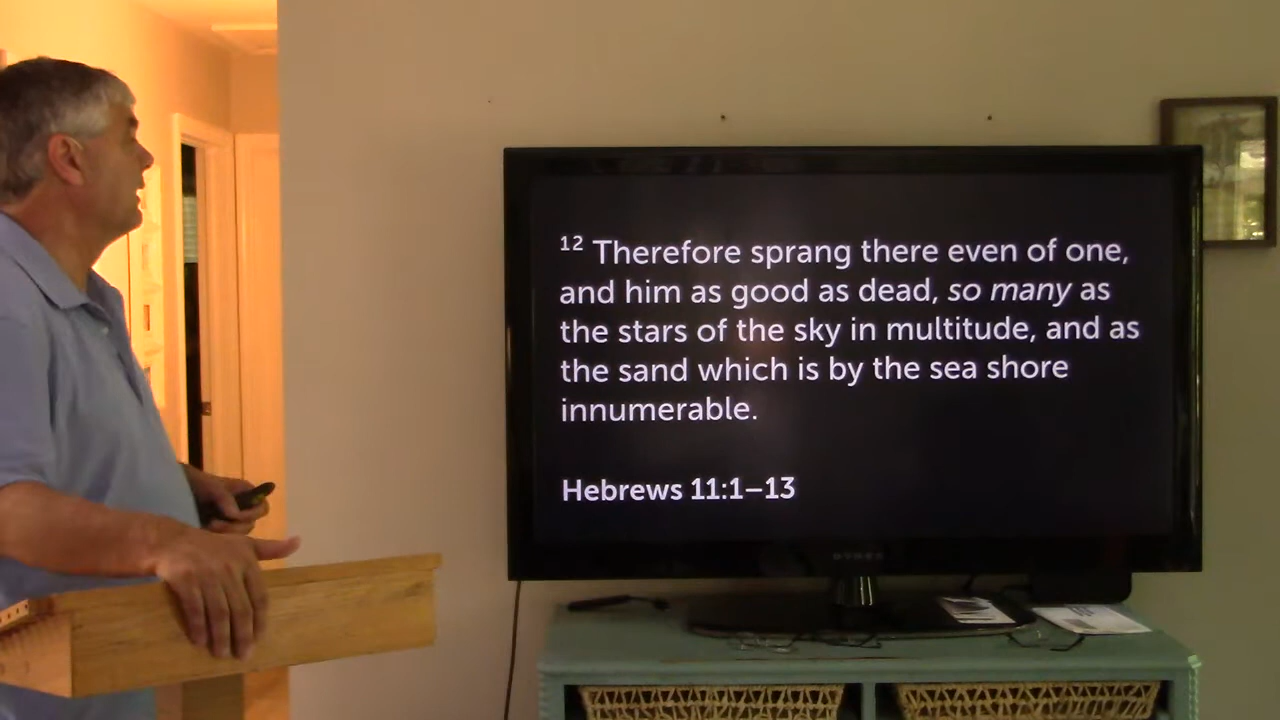 12 Therefore sprang there even of one,
and him as good as dead, so many as
the stars of the sky in multitude, and as
the sand which is by the sea shore
innumerable.
Hebrews 11:1–13